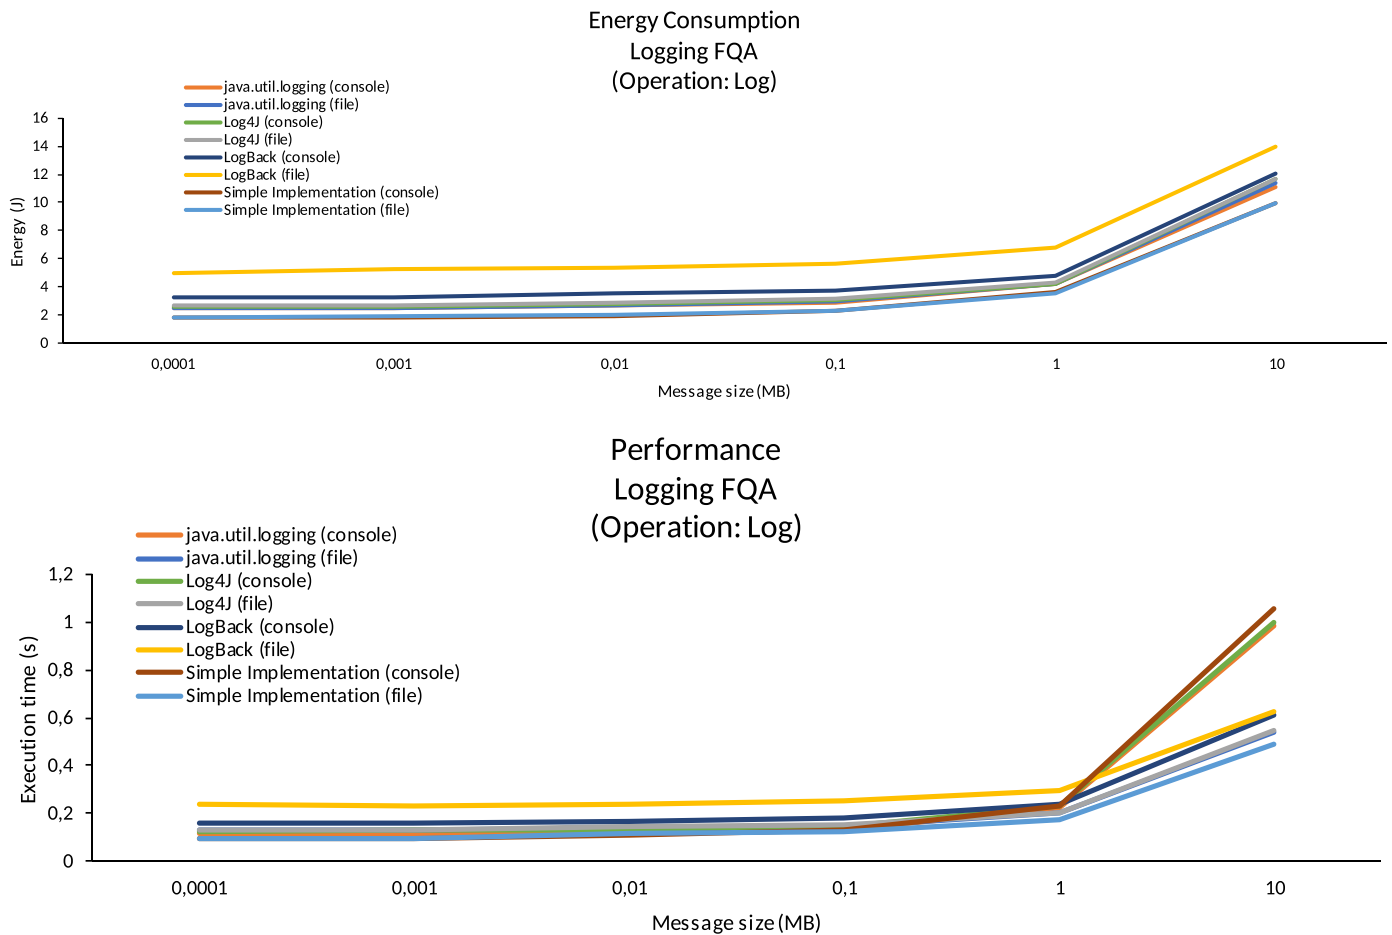 Energy Consumption
Logging FQA
(Operation: Log)
java.util.logging (console)
java.util.logging (file)
Log4J (console)
Log4J (file)
LogBack (console)
LogBack (file)
Simple Implementation (console)
Simple Implementation (file)
Energy (J)
16
14
12
10
8
6
4
2
0
0,0001 0,001 0,01 0,1 1 10
Message size (MB)
Performance
Logging FQA
(Operation: Log)
java.util.logging (console)
java.util.logging (file)
Log4J (console)
Log4J (file)
LogBack (console)
LogBack (file)
Simple Implementation (console)
Simple Implementation (file)
Execution time (s)
1,2
1
0,8
0,6
0,4
0,2
0
0,0001 0,001 0,01 0,1 1 10
Message size (MB)